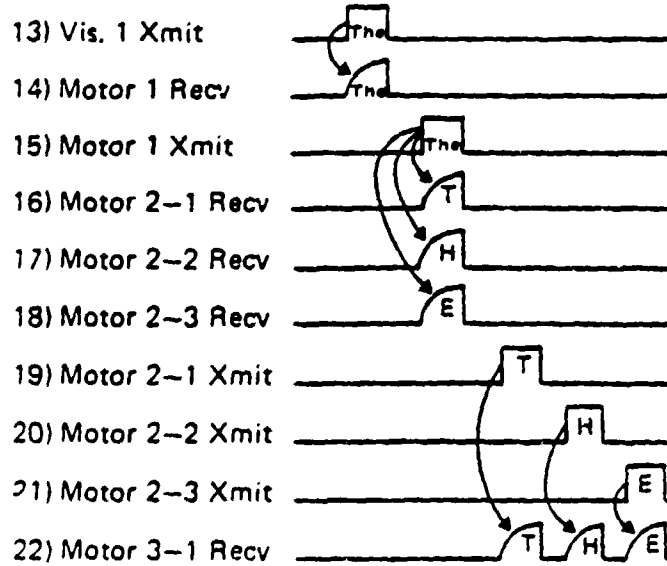 13) Vis. 1 Xmit The
14) Motor 1 Recv The
15) Motor 1 Xmit The
16) Motor 2–1 Recv T
17) Motor 2–2 Recv H
18) Motor 2–3 Recv E
19) Motor 2–1 Xmit T
20) Motor 2–2 Xmit H
21) Motor 2–3 Xmit E
22) Motor 3–1 Recv T H E